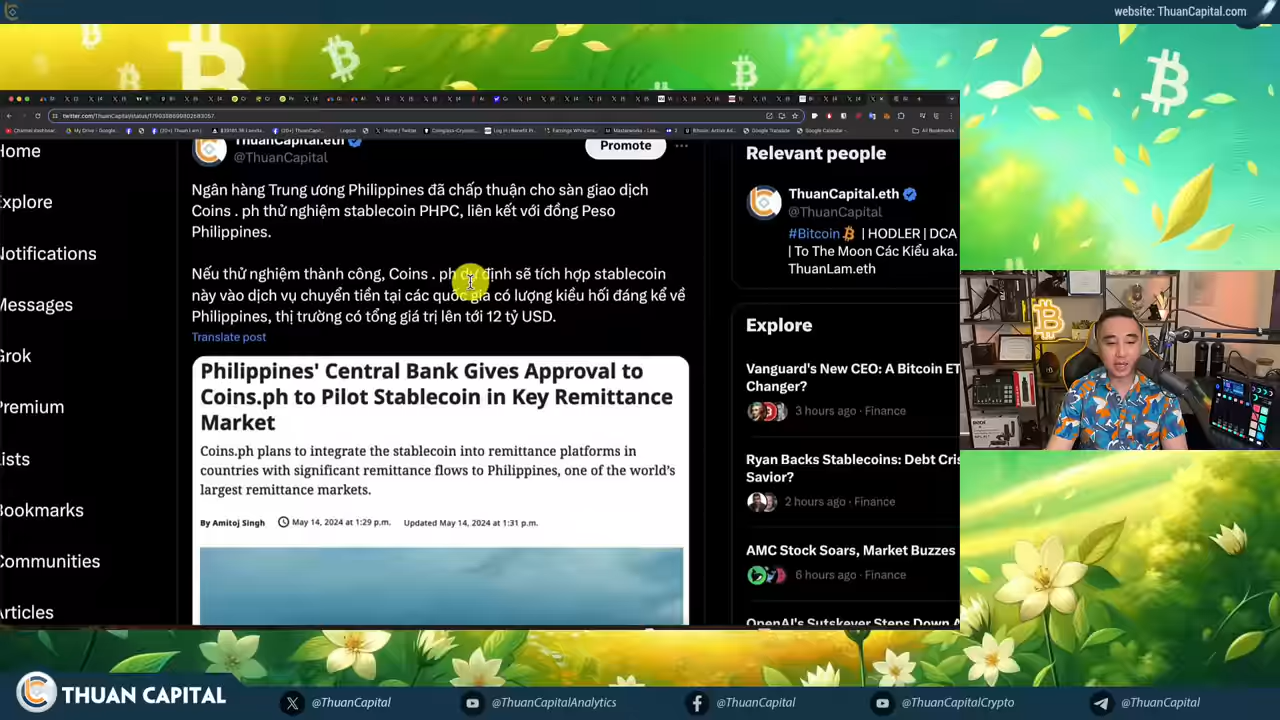 website: ThuanCapital.com
twitter.com/ThuanCapital/status/1790386699802683057
Home
Explore
Notifications
Messages
Grok
Premium
Lists
Bookmarks
Communities
Articles
ThuanCapital.eth
@ThuanCapital
Promote
Ngân hàng Trung ương Philippines đã chấp thuận cho sàn giao dịch
Coins . ph thử nghiệm stablecoin PHPC, liên kết với đồng Peso
Philippines.
Nếu thử nghiệm thành công, Coins . ph dự định sẽ tích hợp stablecoin
này vào dịch vụ chuyển tiền tại các quốc gia có lượng kiều hối đáng kể về
Philippines, thị trường có tổng giá trị lên tới 12 tỷ USD.
Translate post
Philippines' Central Bank Gives Approval to
Coins.ph to Pilot Stablecoin in Key Remittance
Market
Coins.ph plans to integrate the stablecoin into remittance platforms in
countries with significant remittance flows to Philippines, one of the world's
largest remittance markets.
By Amitoj Singh May 14, 2024 at 1:29 p.m. Updated May 14, 2024 at 1:31 p.m.
Relevant people
ThuanCapital.eth
@ThuanCapital
#Bitcoin | HODLER | DCA
| To The Moon Các Kiểu aka.
ThuanLam.eth
Explore
Vanguard's New CEO: A Bitcoin ET
Changer?
3 hours ago · Finance
Ryan Backs Stablecoins: Debt Cris
Savior?
2 hours ago · Finance
AMC Stock Soars, Market Buzzes
6 hours ago · Finance
OpenAI's Sutskever Steps Down A
THUAN CAPITAL
@ThuanCapital
@ThuanCapitalAnalytics
@ThuanCapital
@ThuanCapitalCrypto
@ThuanCapital